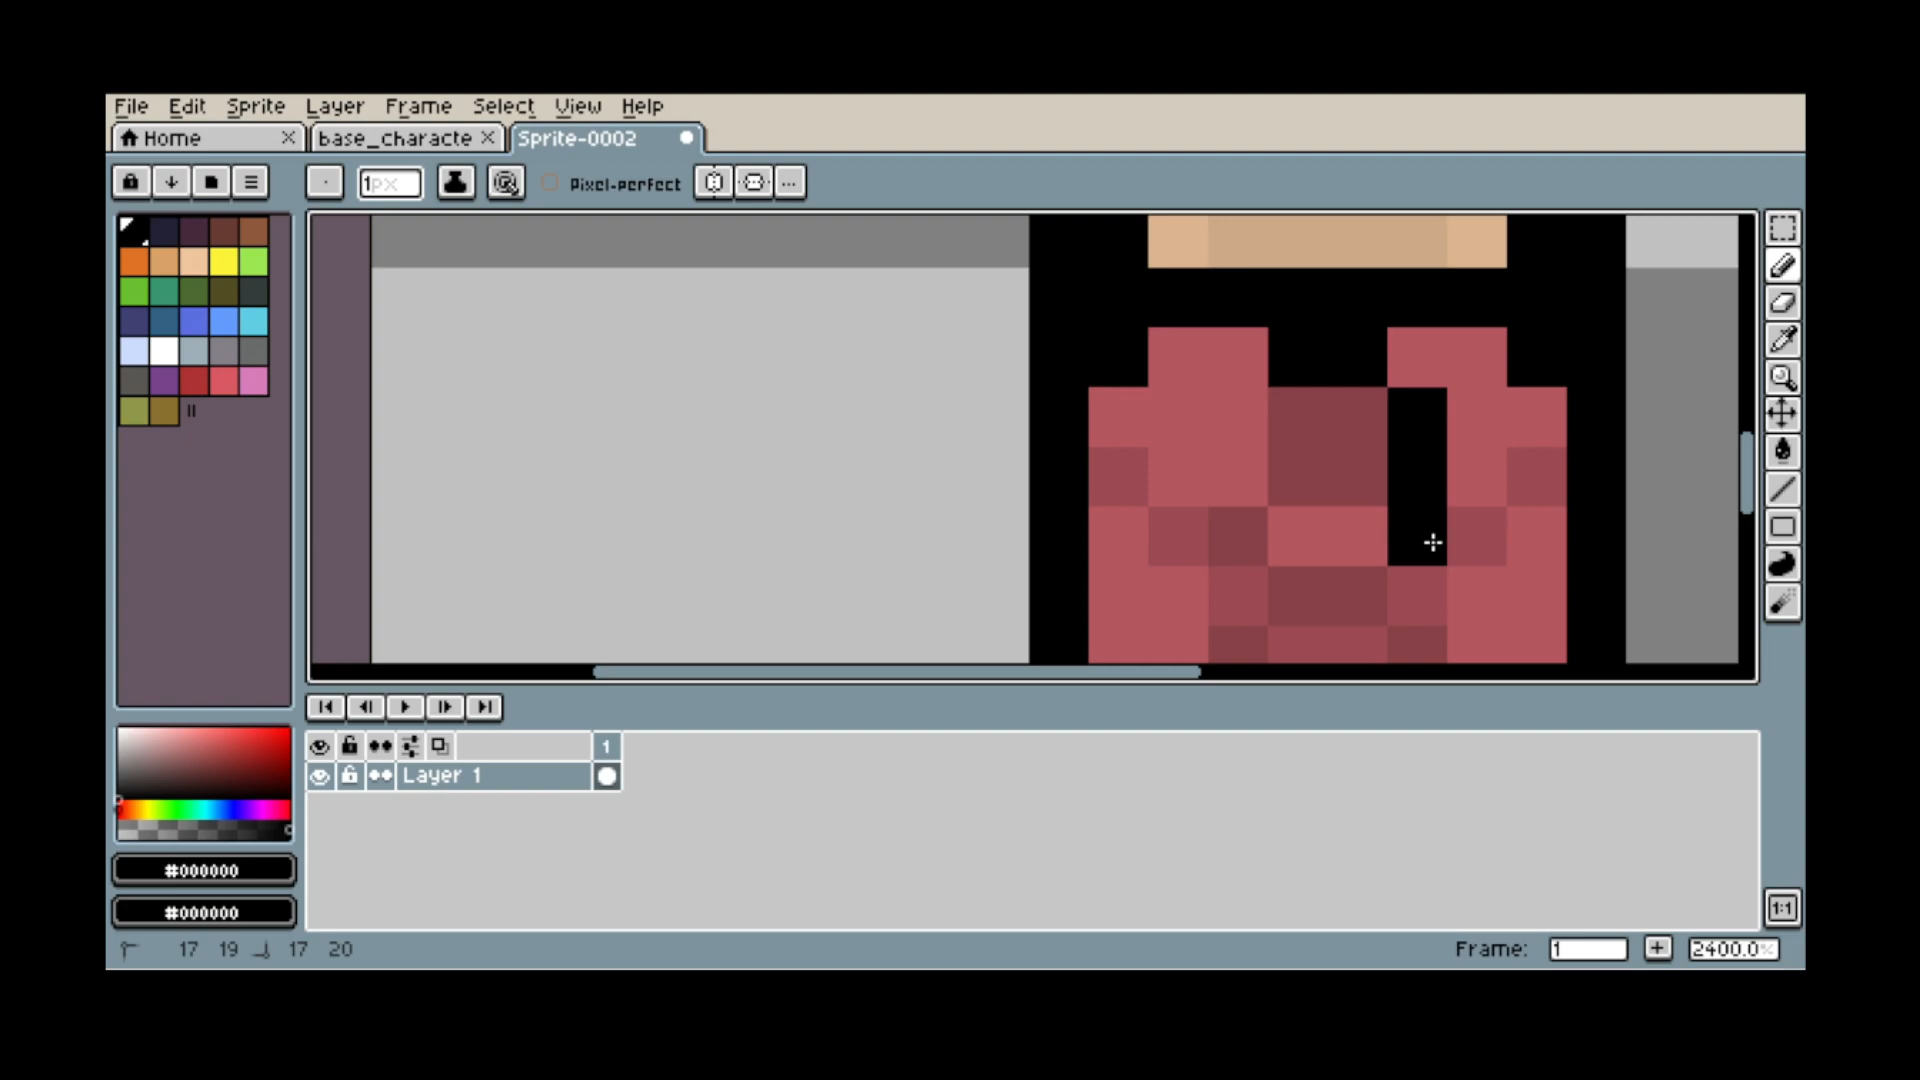 File Edit Sprite Layer Frame Select View Help
Home base_characte Sprite-0002
1px Pixel-perfect ...
1
Layer 1
#000000
#000000
1:1
17 19 17 20 Frame: 1 + 2400.0%